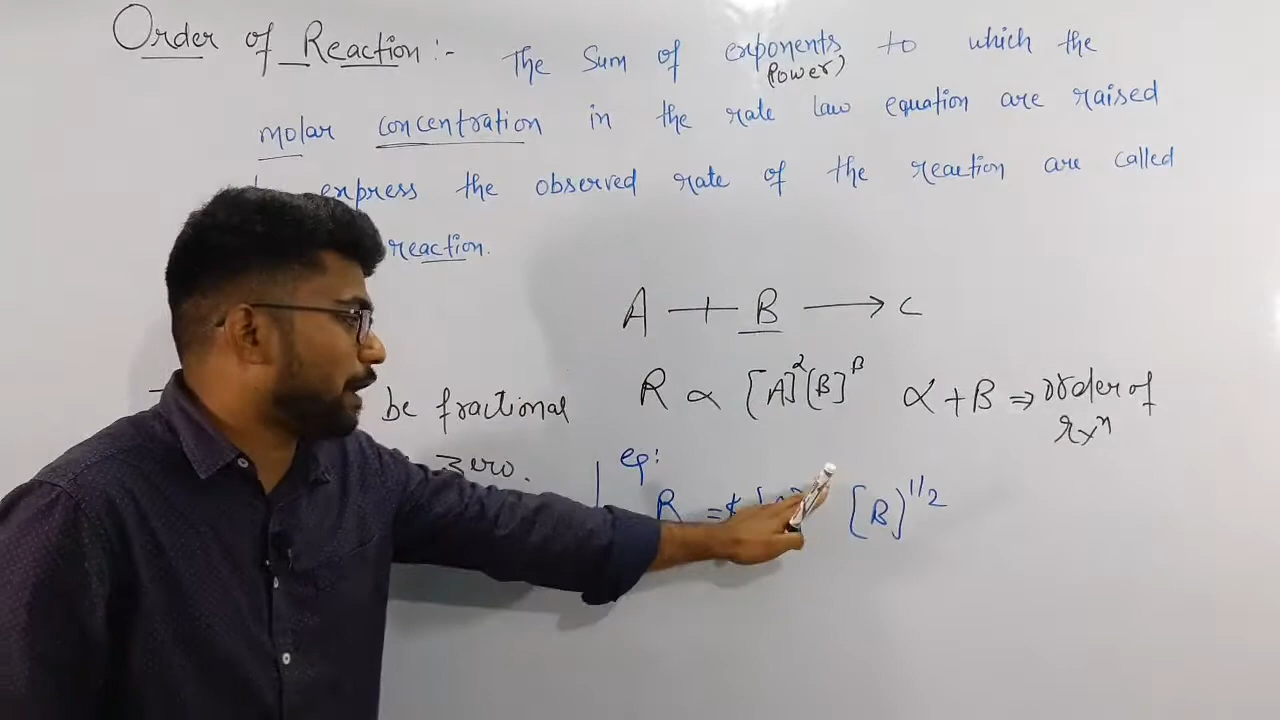 Order of Reaction :- The Sum of exponents to which the
(Power)
molar concentration in the rate law equation are raised
express the observed rate of the reaction are called
reaction.
A + B → C
R ∝ [A]^α [B]^β α + β ⇒ order of
rxⁿ
be fractional
zero.
eg:
R = k [B]^1/2